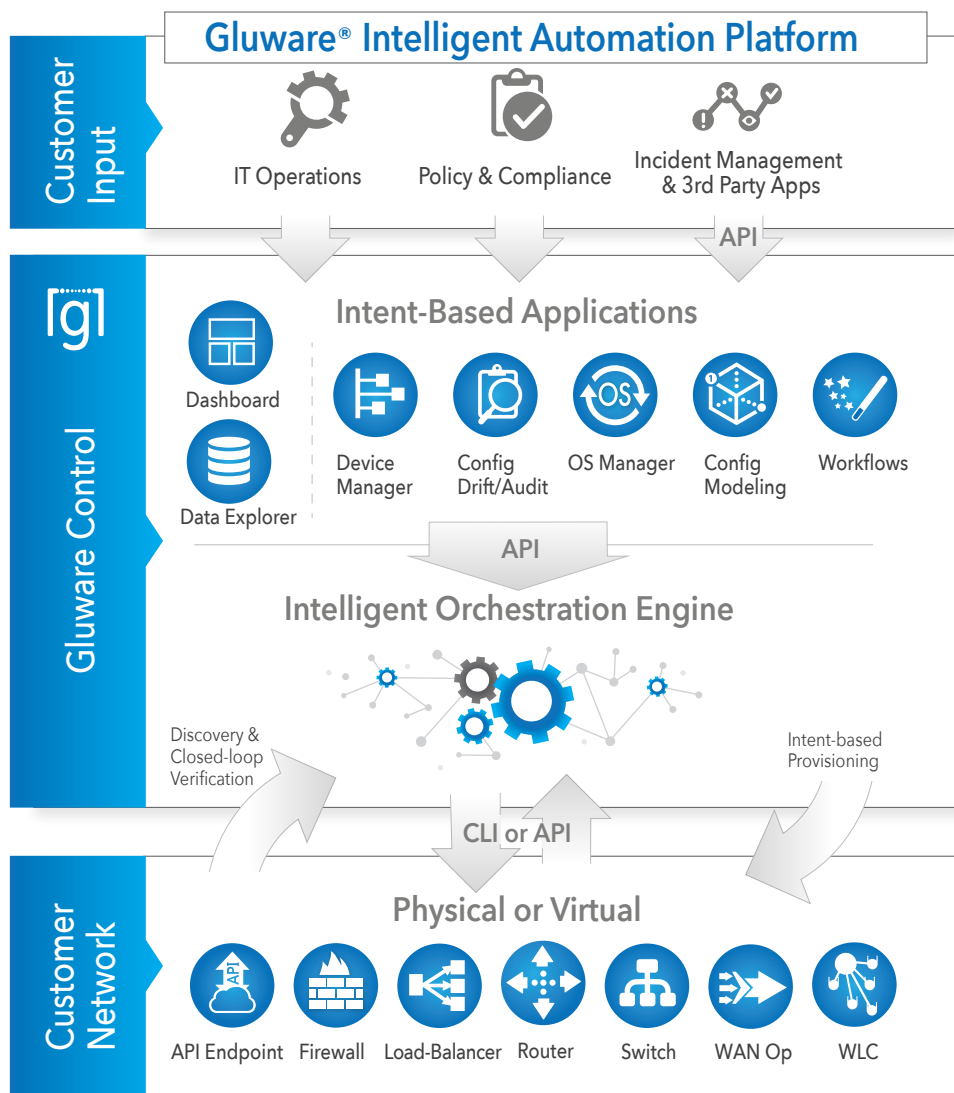 Gluware® Intelligent Automation Platform
Customer
Input
IT Operations
Policy & Compliance
Incident Management
& 3rd Party Apps
API
[g]
Gluware Control
Intent-Based Applications
Dashboard
Data Explorer
Device
Manager
Config
Drift/Audit
OS
OS Manager
1
Config
Modeling
Workflows
API
Intelligent Orchestration Engine
Discovery &
Closed-loop
Verification
Intent-based
Provisioning
CLI or API
Customer
Network
Physical or Virtual
API
API Endpoint
Firewall
Load-Balancer
Router
Switch
WAN Op
WLC